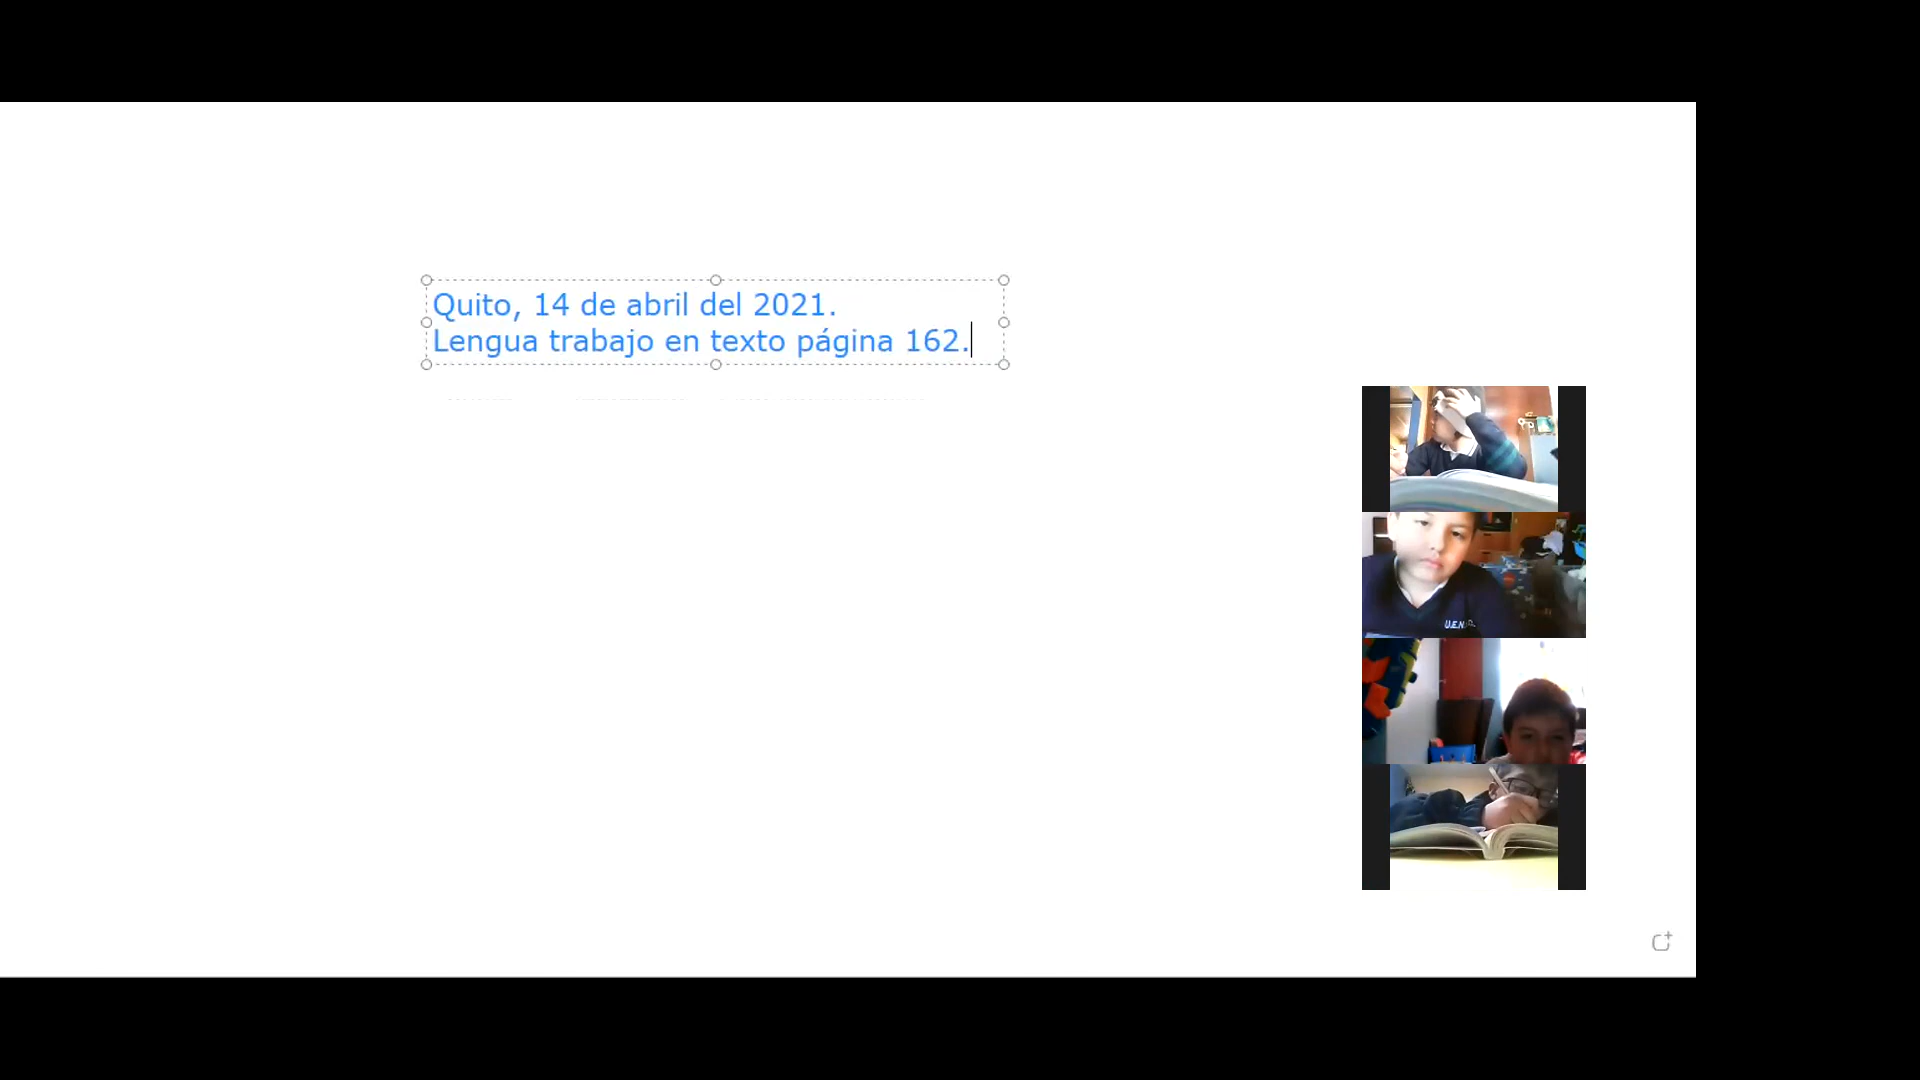 Quito, 14 de abril del 2021.
Lengua trabajo en texto página 162.
U.E.N.